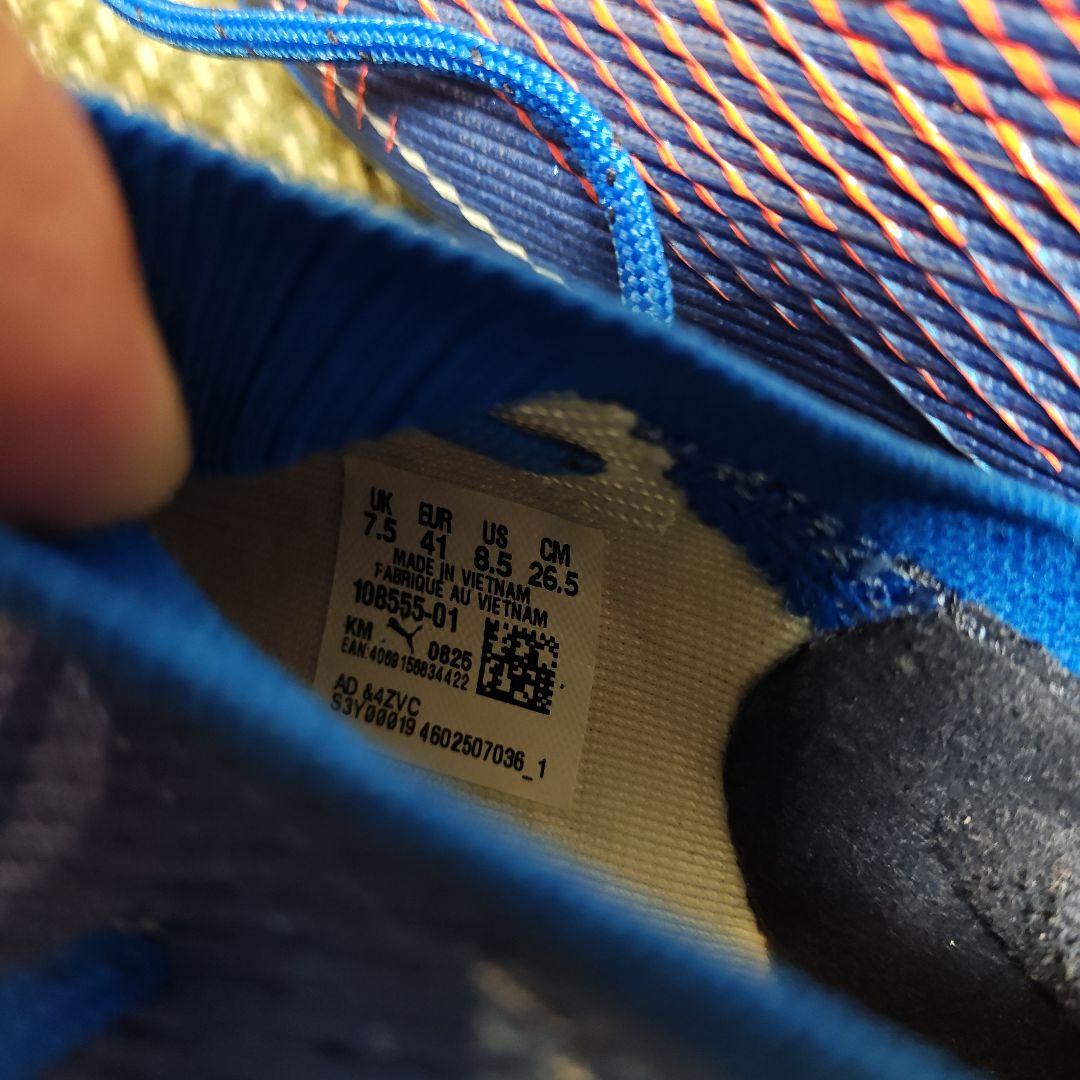 UK EUR US CM
7.5 41 8.5 26.5
MADE IN VIETNAM
FABRIQUE AU VIETNAM
108555-01
KM 0825
EAN:4069156834422
AD &4ZVC
S3Y00019 4602507036_1